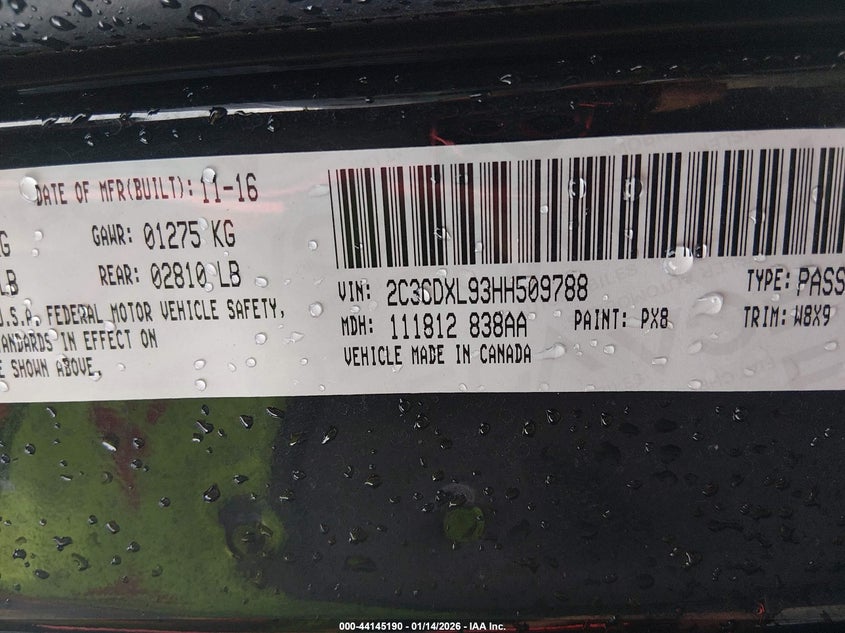 DATE OF MFR(BUILT): 11-16
KG GAWR: 01275 KG
LB REAR: 02810 LB
U.S.A. FEDERAL MOTOR VEHICLE SAFETY,
TANDARDS IN EFFECT ON
E SHOWN ABOVE.
VIN: 2C3CDXL93HH509788 TYPE: PASS
MDH: 111812 838AA PAINT: PX8 TRIM: W8X9
VEHICLE MADE IN CANADA
000-44145190 - 01/14/2026 - IAA Inc.